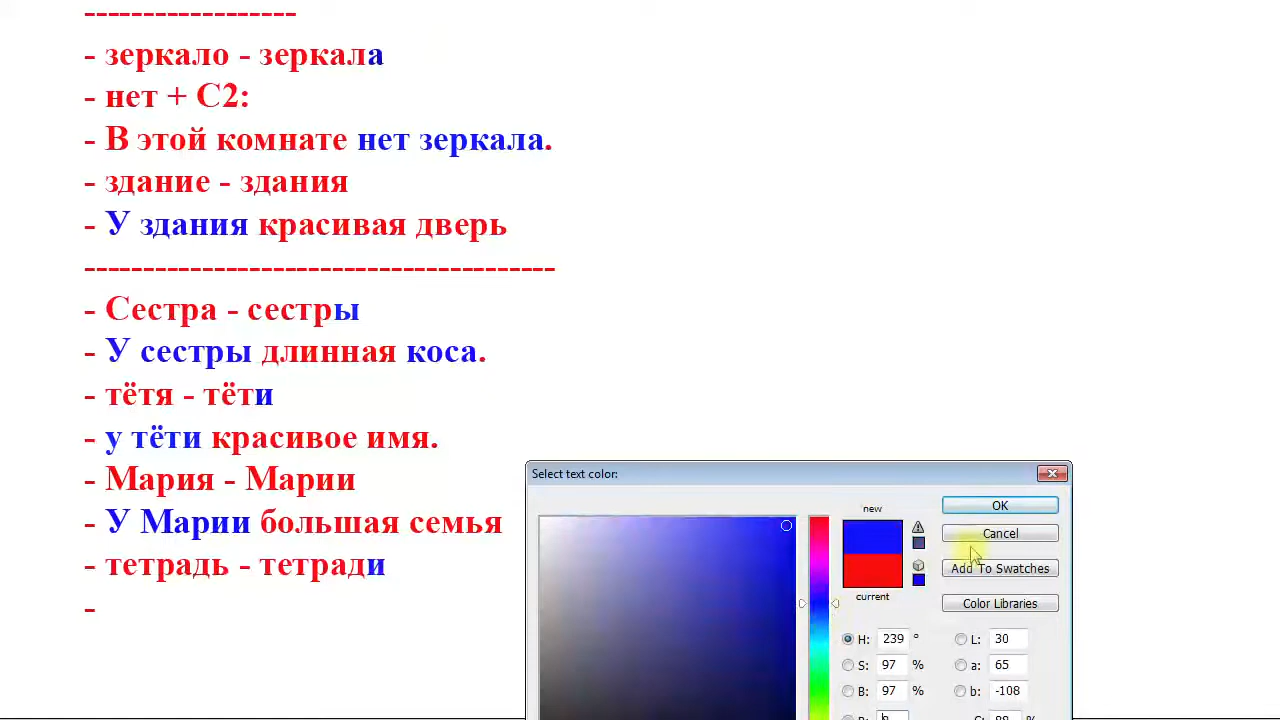 ------------------
- зеркало - зеркала
- нет + С2:
- В этой комнате нет зеркала.
- здание - здания
- У здания красивая дверь
----------------------------------------
- Сестра - сестры
- У сестры длинная коса.
- тётя - тёти
- у тёти красивое имя.
- Мария - Марии
- У Марии большая семья
- тетрадь - тетради
-
Select text color:
new
OK
Cancel
Add To Swatches
current
Color Libraries
H: 239 ° L: 30
S: 97 % a: 65
B: 97 % b: -108